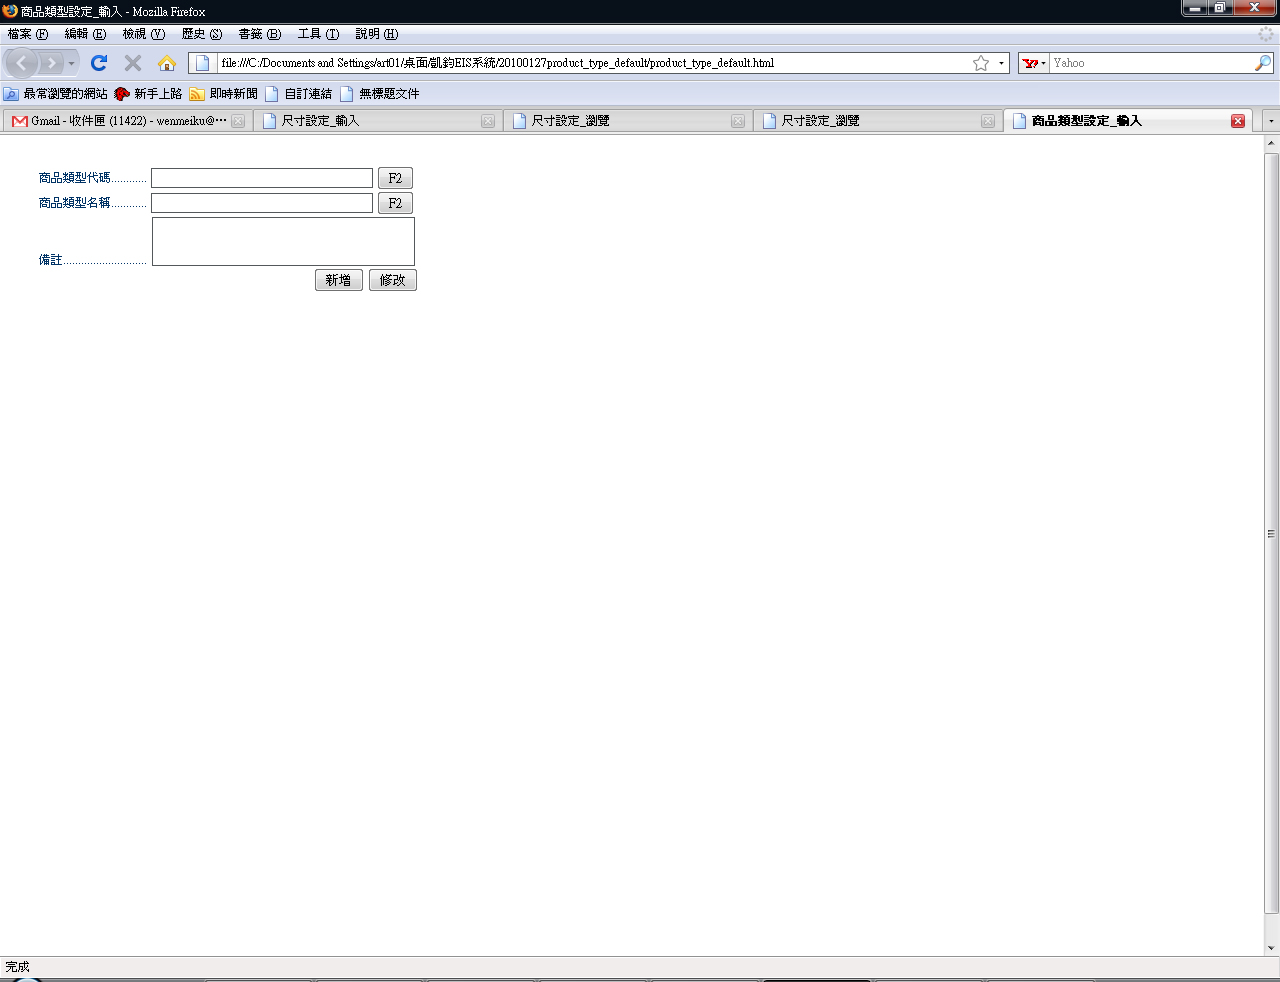 商品類型設定_輸入 - Mozilla Firefox
檔案 (F) 編輯 (E) 檢視 (V) 歷史 (S) 書籤 (B) 工具 (T) 說明 (H)
file:///C:/Documents and Settings/art01/桌面/凱鈞EIS系統/20100127product_type_default/product_type_default.html Yahoo
最常瀏覽的網站 新手上路 即時新聞 自訂連結 無標題文件
Gmail - 收件匣 (11422) - wenmeiku@⋯ 尺寸設定_輸入 尺寸設定_瀏覽 尺寸設定_瀏覽 商品類型設定_輸入
商品類型代碼............ F2
商品類型名稱............ F2
備註............................
新增 修改
完成